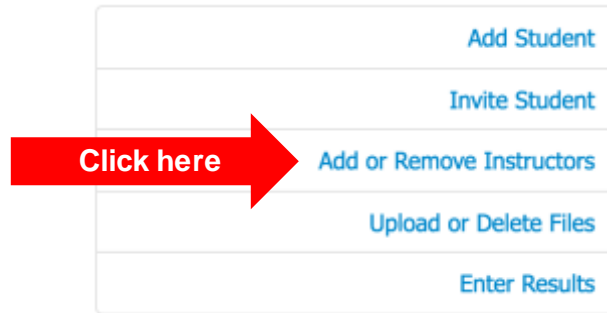 Add Student
Invite Student
Click here
Add or Remove Instructors
Upload or Delete Files
Enter Results